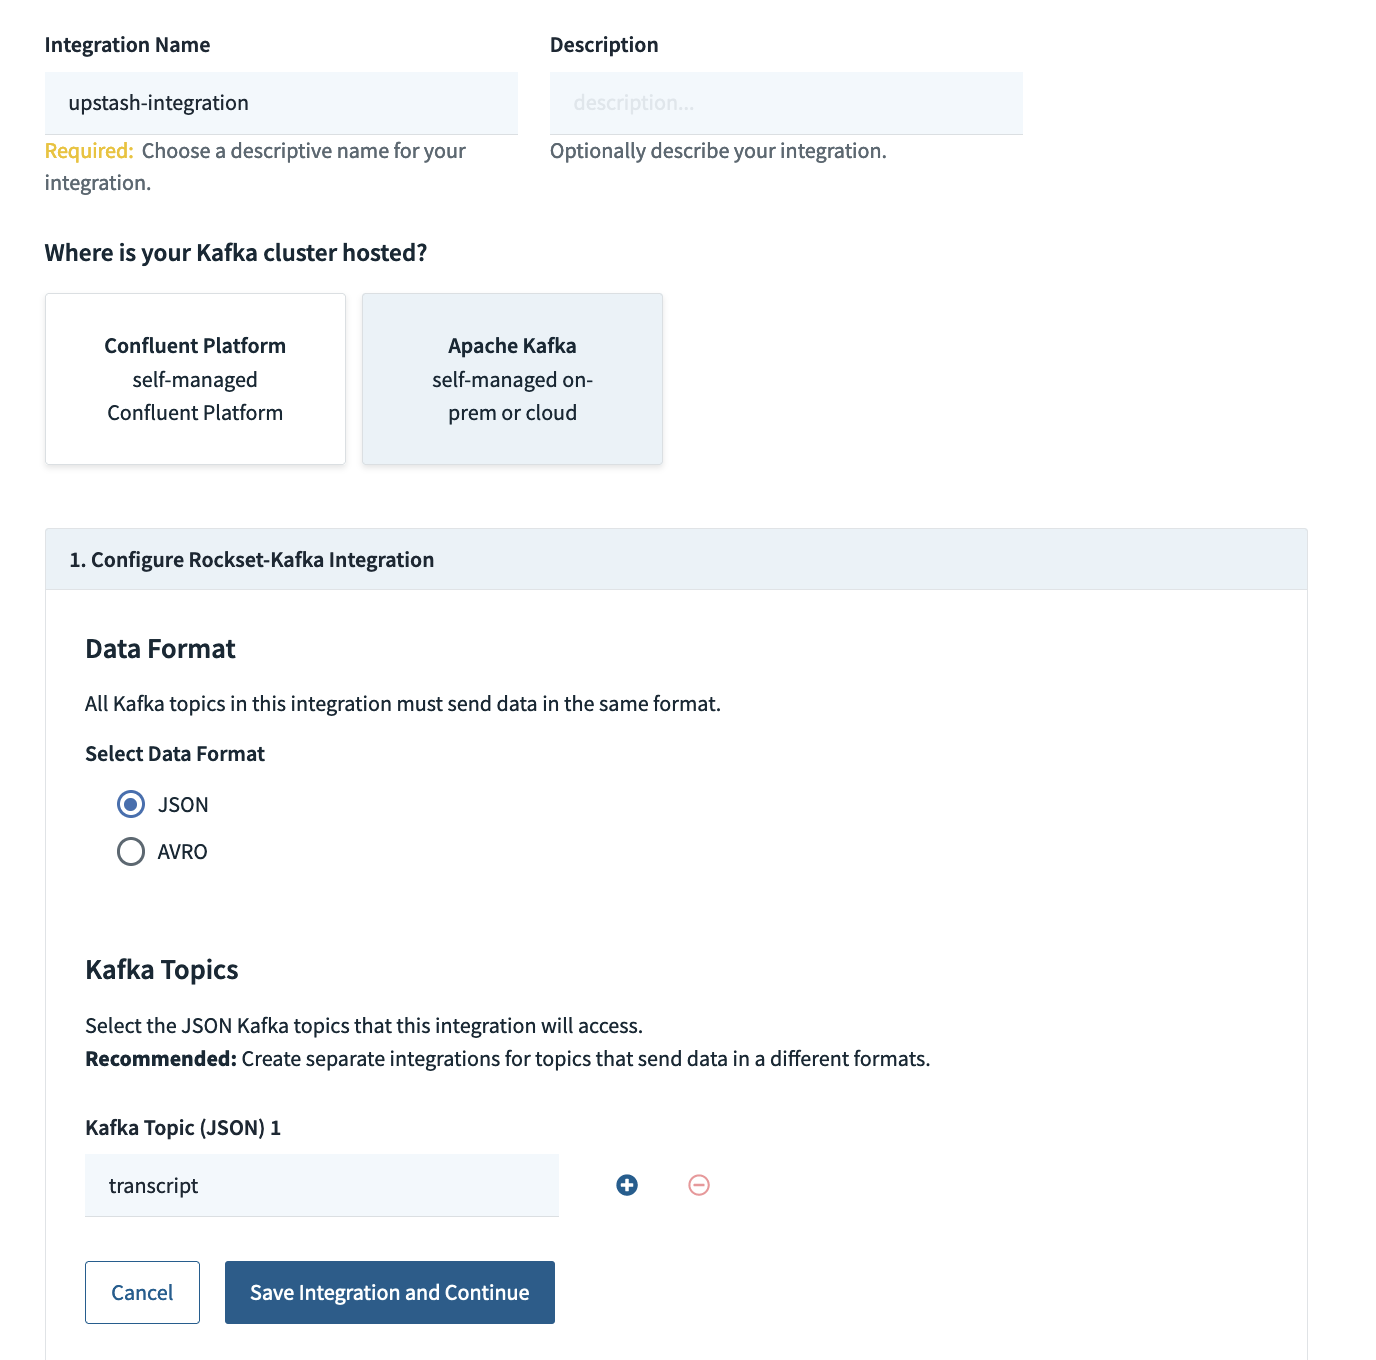 Integration Name
upstash-integration
Required: Choose a descriptive name for your
integration.
Description
description...
Optionally describe your integration.
Where is your Kafka cluster hosted?
Confluent Platform
self-managed
Confluent Platform
Apache Kafka
self-managed on-
prem or cloud
1. Configure Rockset-Kafka Integration
Data Format
All Kafka topics in this integration must send data in the same format.
Select Data Format
JSON
AVRO
Kafka Topics
Select the JSON Kafka topics that this integration will access.
Recommended: Create separate integrations for topics that send data in a different formats.
Kafka Topic (JSON) 1
transcript
Cancel
Save Integration and Continue